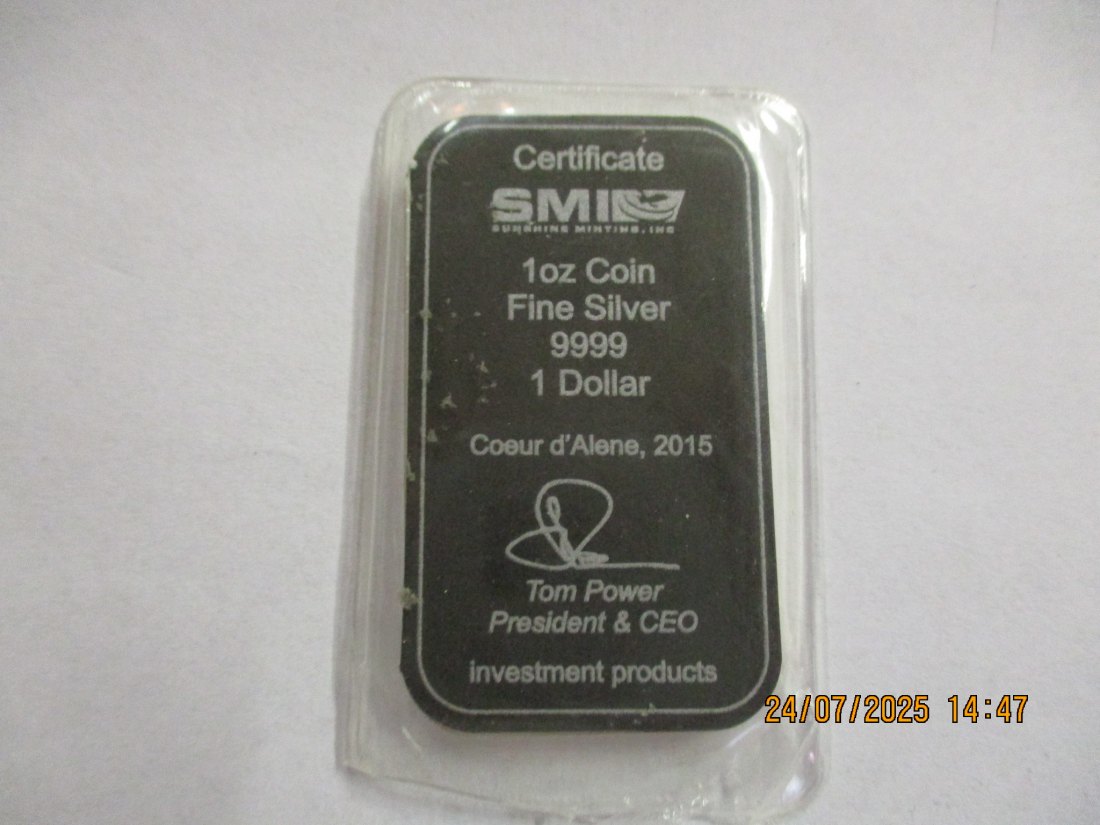 Certificate
SMI
SUNSHINE MINTING, INC
1oz Coin
Fine Silver
9999
1 Dollar
Coeur d'Alene, 2015
Tom Power
President & CEO
investment products
24/07/2025 14:47